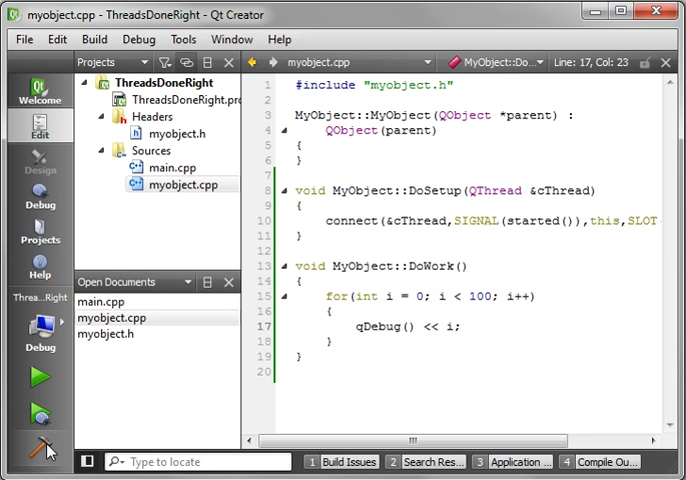 myobject.cpp - ThreadsDoneRight - Qt Creator
File Edit Build Debug Tools Window Help
Projects
myobject.cpp
MyObject::Do...
Line: 17, Col: 23
Welcome
Edit
Design
Debug
Projects
Help
Threa...Right
Debug
ThreadsDoneRight
ThreadsDoneRight.pro
Headers
myobject.h
Sources
main.cpp
myobject.cpp
Open Documents
main.cpp
myobject.cpp
myobject.h
1 #include "myobject.h"
2
3 MyObject::MyObject(QObject *parent) :
4 QObject(parent)
5 {
6 }
7
8 void MyObject::DoSetup(QThread &cThread)
9 {
10 connect(&cThread,SIGNAL(started()),this,SLOT
11 }
12
13 void MyObject::DoWork()
14 {
15 for(int i = 0; i < 100; i++)
16 {
17 qDebug() << i;
18 }
19 }
20
Type to locate
1 Build Issues
2 Search Res...
3 Application ...
4 Compile Ou...